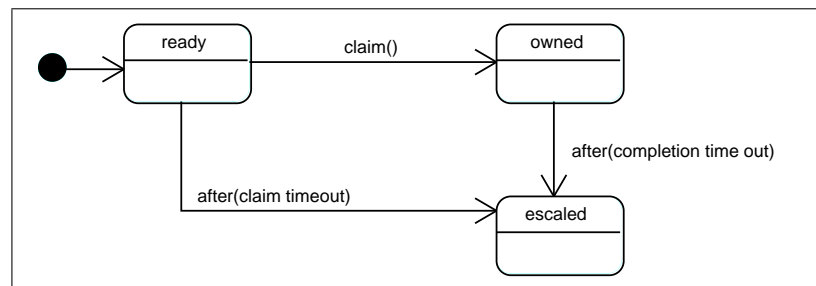 ready
claim()
owned
after(completion time out)
after(claim timeout)
escaled